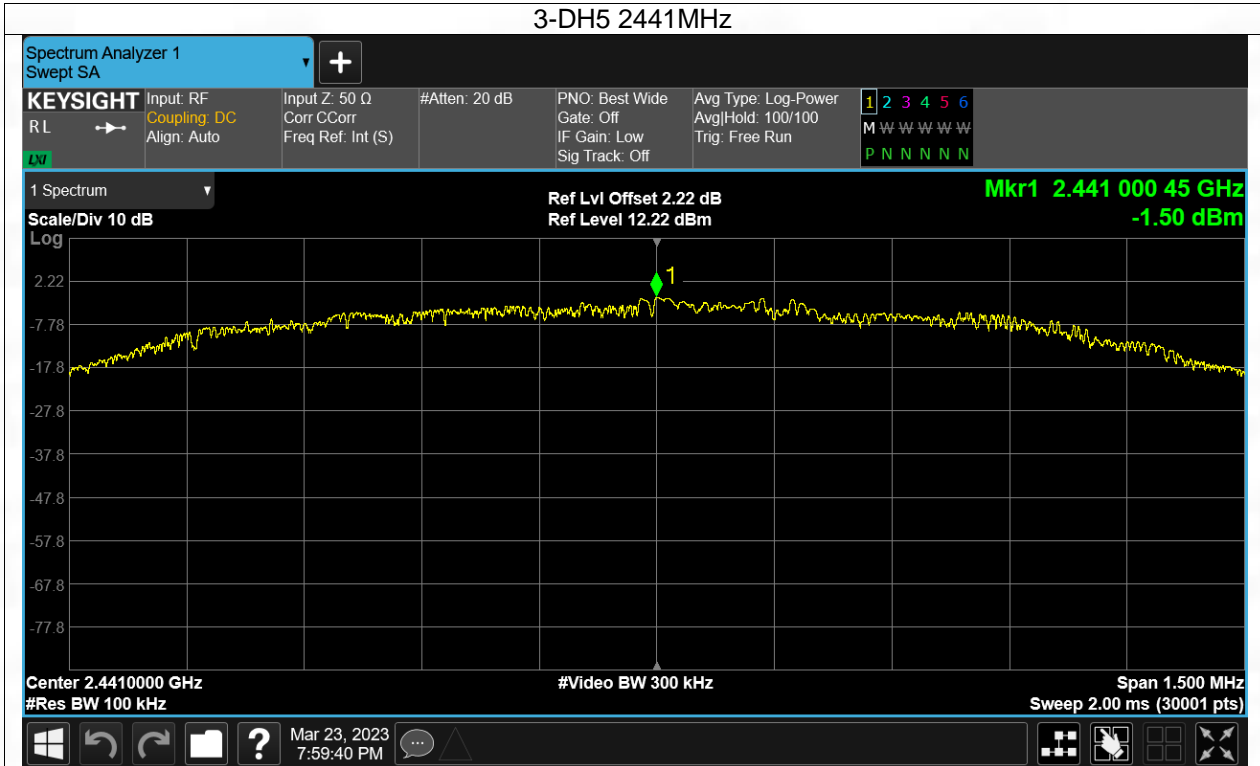 3-DH5 2441MHz
Spectrum Analyzer 1
Swept SA
KEYSIGHT
RL
LXI
Input: RF
Coupling: DC
Align: Auto
Input Z: 50 Ω
Corr CCorr
Freq Ref: Int (S)
#Atten: 20 dB
PNO: Best Wide
Gate: Off
IF Gain: Low
Sig Track: Off
Avg Type: Log-Power
Avg|Hold: 100/100
Trig: Free Run
1 2 3 4 5 6
M W W W W W
P N N N N N
1 Spectrum
Scale/Div 10 dB
Log
Ref Lvl Offset 2.22 dB
Ref Level 12.22 dBm
Mkr1 2.441 000 45 GHz
-1.50 dBm
1
2.22
-7.78
-17.8
-27.8
-37.8
-47.8
-57.8
-67.8
-77.8
Center 2.4410000 GHz
#Res BW 100 kHz
#Video BW 300 kHz
Span 1.500 MHz
Sweep 2.00 ms (30001 pts)
?
Mar 23, 2023
7:59:40 PM